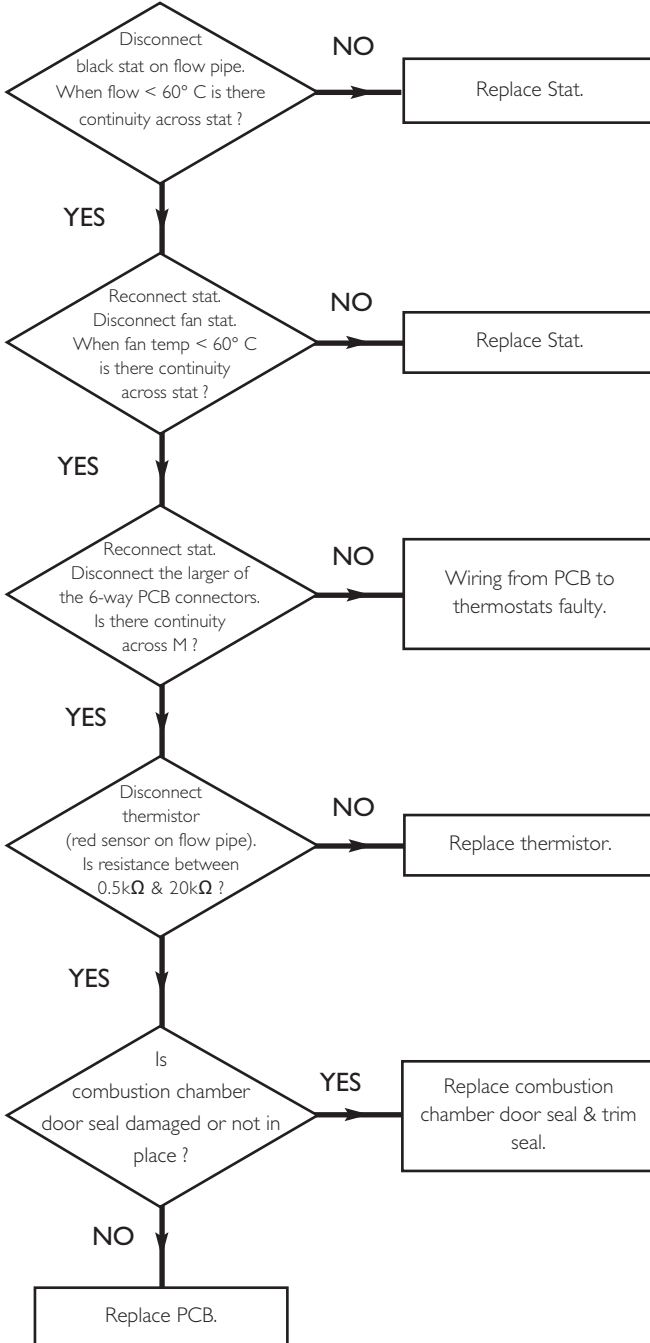 Disconnect
black stat on flow pipe.
When flow < 60° C is there
continuity across stat ?
NO
Replace Stat.
YES
Reconnect stat.
Disconnect fan stat.
When fan temp < 60° C
is there continuity
across stat ?
NO
Replace Stat.
YES
Reconnect stat.
Disconnect the larger of
the 6-way PCB connectors.
Is there continuity
across M ?
NO
Wiring from PCB to
thermostats faulty.
YES
Disconnect
thermistor
(red sensor on flow pipe).
Is resistance between
0.5kΩ & 20kΩ ?
NO
Replace thermistor.
YES
Is
combustion chamber
door seal damaged or not in
place ?
YES
Replace combustion
chamber door seal & trim
seal.
NO
Replace PCB.